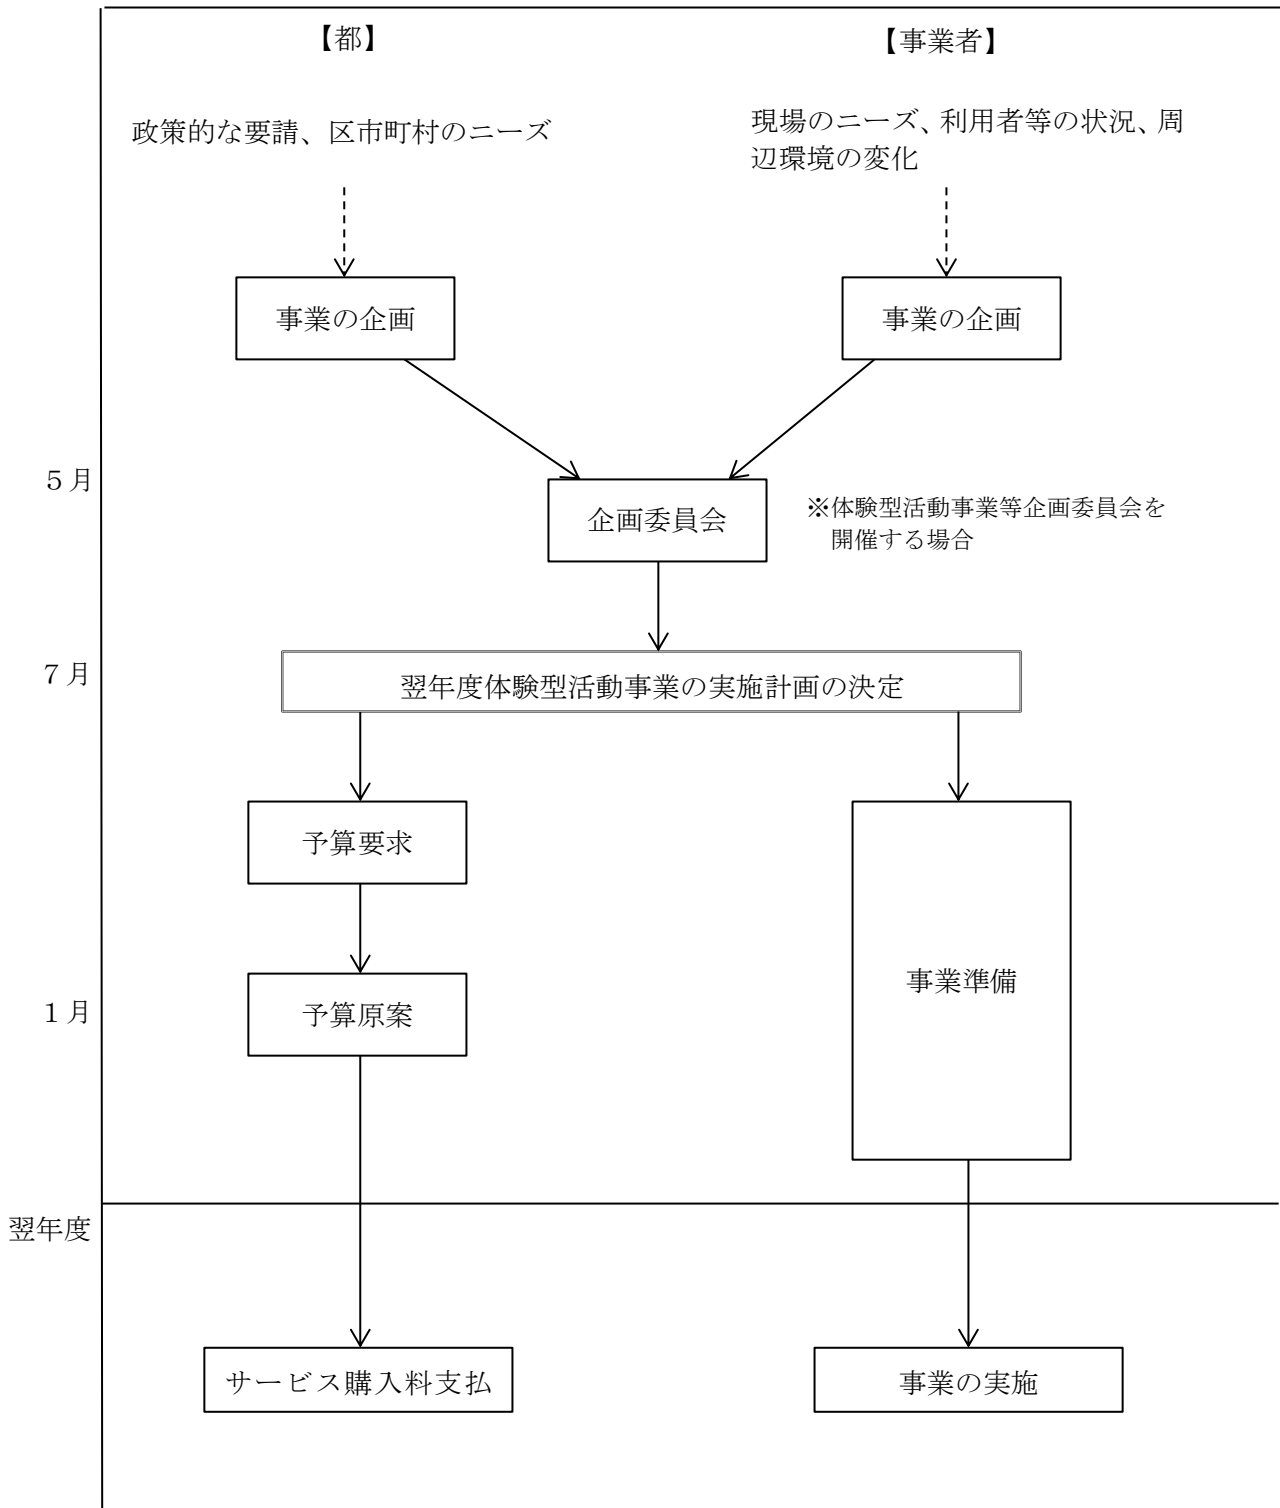 【都】
【事業者】
政策的な要請、区市町村のニーズ
現場のニーズ、利用者等の状況、周
辺環境の変化
事業の企画
事業の企画
５月
企画委員会
※体験型活動事業等企画委員会を
開催する場合
７月
翌年度体験型活動事業の実施計画の決定
予算要求
事業準備
１月
予算原案
翌年度
サービス購入料支払
事業の実施